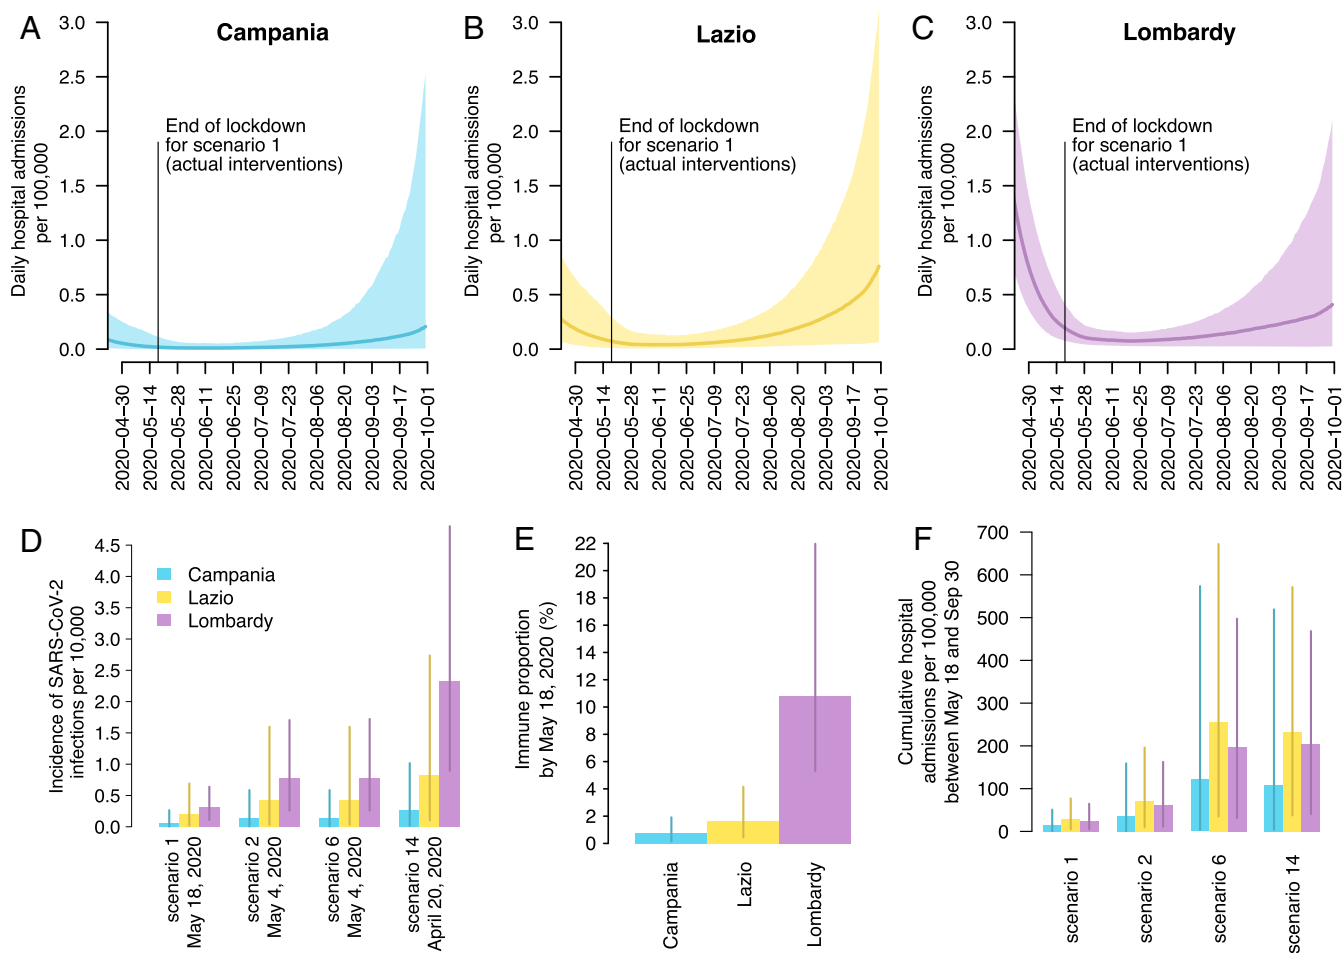 A
Campania
3.0
2.5
2.0
1.5
1.0
0.5
0.0
Daily hospital admissions
per 100,000
End of lockdown
for scenario 1
(actual interventions)
2020−04−30
2020−05−14
2020−05−28
2020−06−11
2020−06−25
2020−07−09
2020−07−23
2020−08−06
2020−08−20
2020−09−03
2020−09−17
2020−10−01
B
Lazio
3.0
2.5
2.0
1.5
1.0
0.5
0.0
Daily hospital admissions
per 100,000
End of lockdown
for scenario 1
(actual interventions)
2020−04−30
2020−05−14
2020−05−28
2020−06−11
2020−06−25
2020−07−09
2020−07−23
2020−08−06
2020−08−20
2020−09−03
2020−09−17
2020−10−01
C
Lombardy
3.0
2.5
2.0
1.5
1.0
0.5
0.0
Daily hospital admissions
per 100,000
End of lockdown
for scenario 1
(actual interventions)
2020−04−30
2020−05−14
2020−05−28
2020−06−11
2020−06−25
2020−07−09
2020−07−23
2020−08−06
2020−08−20
2020−09−03
2020−09−17
2020−10−01
D
4.5
4.0
3.5
3.0
2.5
2.0
1.5
1.0
0.5
0.0
Incidence of SARS-CoV-2
infections per 10,000
Campania
Lazio
Lombardy
scenario 1
May 18, 2020
scenario 2
May 4, 2020
scenario 6
May 4, 2020
scenario 14
April 20, 2020
E
22
20
18
16
14
12
10
8
6
4
2
0
Immune proportion
by May 18, 2020 (%)
Campania
Lazio
Lombardy
F
700
600
500
400
300
200
100
0
Cumulative hospital
admissions per 100,000
between May 18 and Sep 30
scenario 1
scenario 2
scenario 6
scenario 14